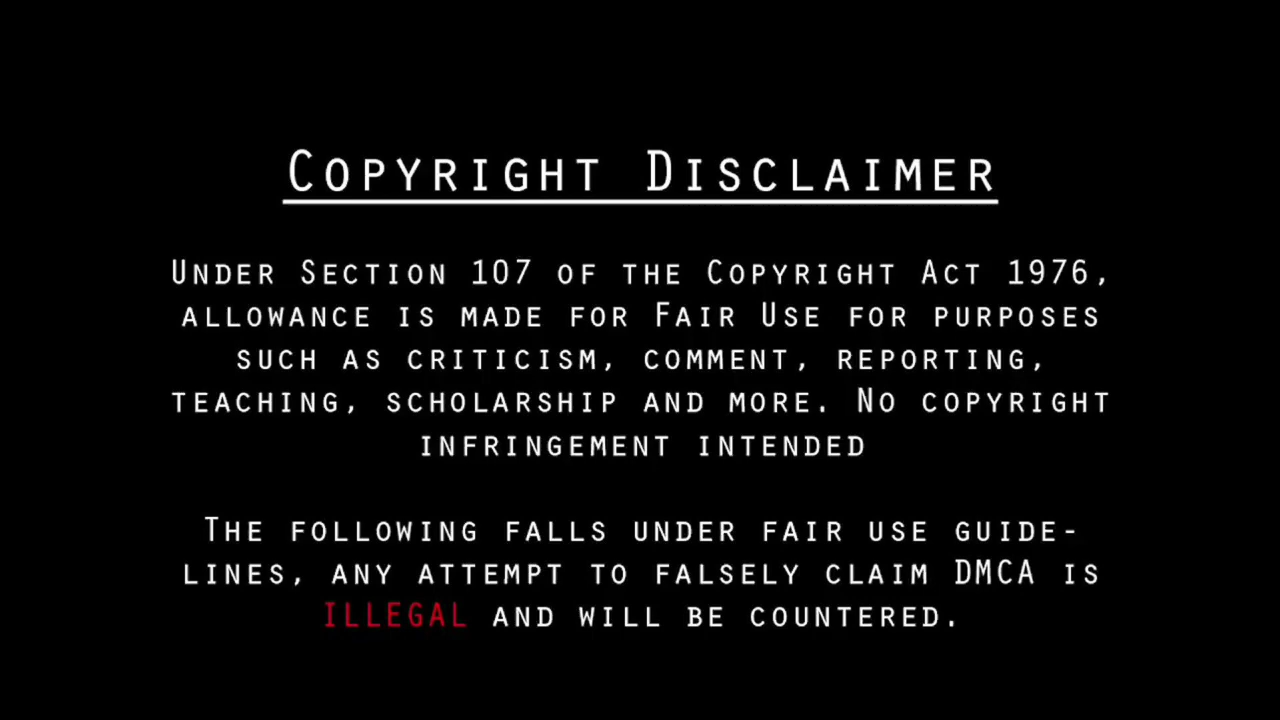 Copyright Disclaimer
Under Section 107 of the Copyright Act 1976,
allowance is made for Fair Use for purposes
such as criticism, comment, reporting,
teaching, scholarship and more. No copyright
infringement intended
The following falls under fair use guide-
lines, any attempt to falsely claim DMCA is
ILLEGAL and will be countered.